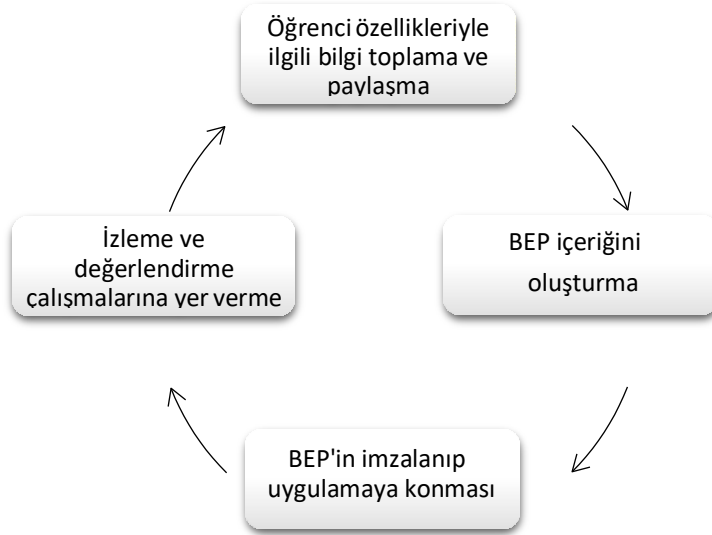 Öğrenci özellikleriyle
ilgili bilgi toplama ve
paylaşma
BEP içeriğini
oluşturma
BEP'in imzalanıp
uygulamaya konması
İzleme ve
değerlendirme
çalışmalarına yer verme